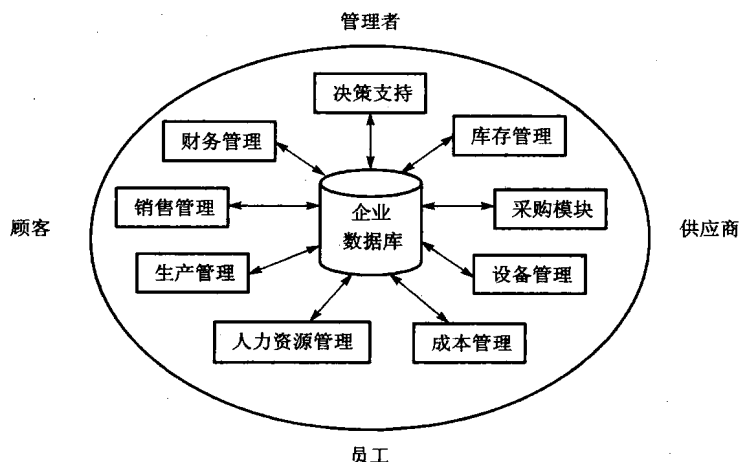 管理者
决策支持
财务管理
库存管理
销售管理
企业
数据库
采购模块
顾客
供应商
生产管理
设备管理
人力资源管理
成本管理
员工